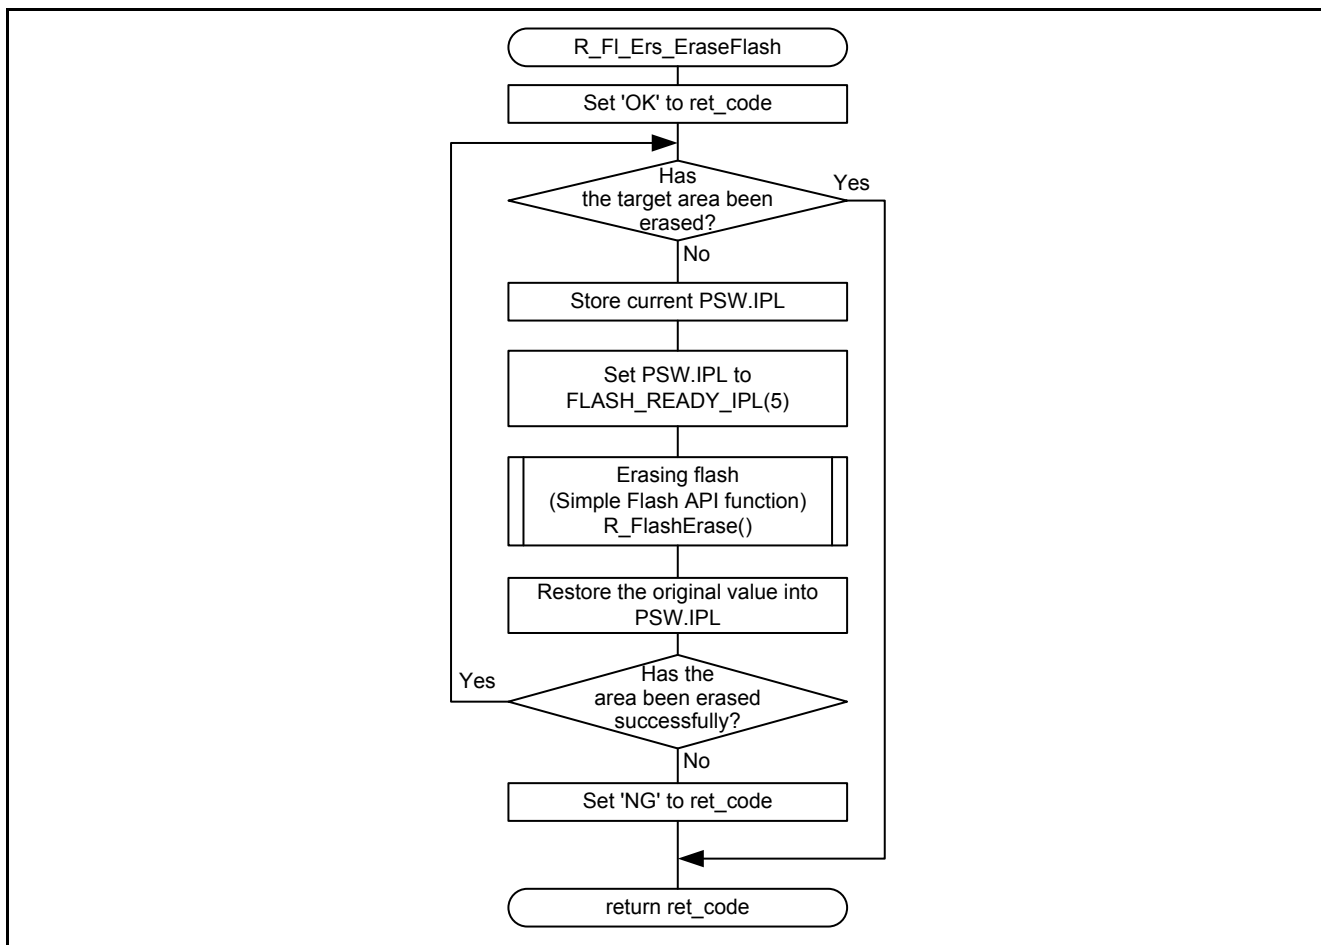 R_Fl_Ers_EraseFlash
Set 'OK' to ret_code
Has
the target area been
erased?
Yes
No
Store current PSW.IPL
Set PSW.IPL to
FLASH_READY_IPL(5)
Erasing flash
(Simple Flash API function)
R_FlashErase()
Restore the original value into
PSW.IPL
Yes
Has the
area been erased
successfully?
No
Set 'NG' to ret_code
return ret_code